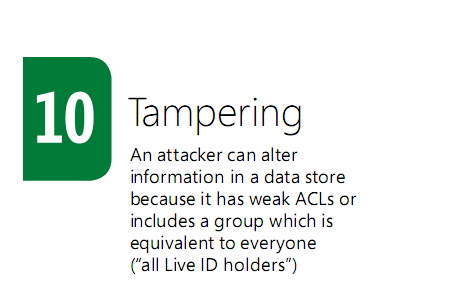 10
Tampering
An attacker can alter
information in a data store
because it has weak ACLs or
includes a group which is
equivalent to everyone
(“all Live ID holders”)